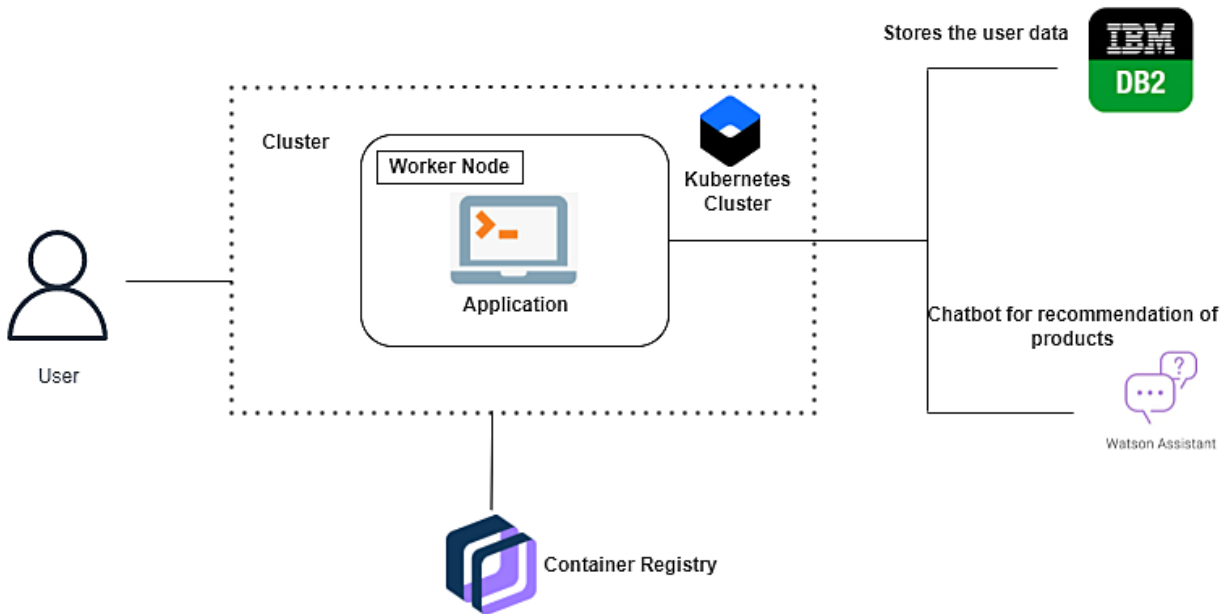 Stores the user data
IBM
DB2
Cluster
Worker Node
Kubernetes
Cluster
Application
User
Chatbot for recommendation of
products
? 
Watson Assistant
Container Registry